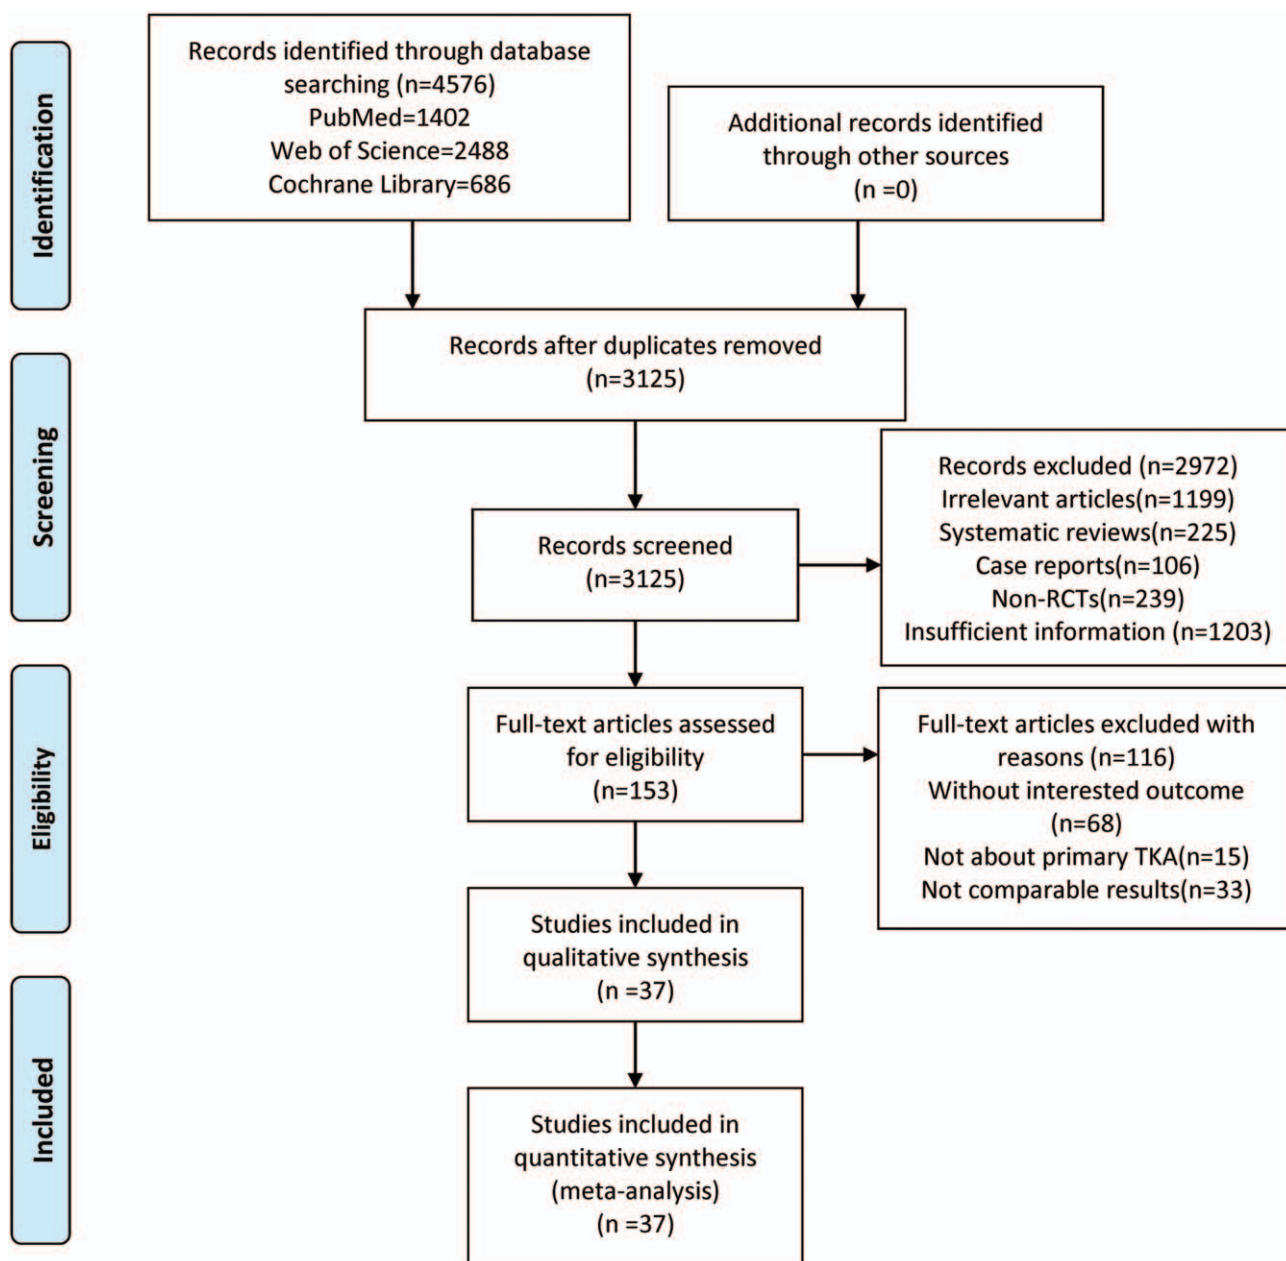 Identification
Records identified through database
searching (n=4576)
PubMed=1402
Web of Science=2488
Cochrane Library=686
Additional records identified
through other sources
(n =0)
Records after duplicates removed
(n=3125)
Screening
Records screened
(n=3125)
Records excluded (n=2972)
Irrelevant articles(n=1199)
Systematic reviews(n=225)
Case reports(n=106)
Non-RCTs(n=239)
Insufficient information (n=1203)
Eligibility
Full-text articles assessed
for eligibility
(n=153)
Full-text articles excluded with
reasons (n=116)
Without interested outcome
(n=68)
Not about primary TKA(n=15)
Not comparable results(n=33)
Studies included in
qualitative synthesis
(n =37)
Included
Studies included in
quantitative synthesis
(meta-analysis)
(n =37)